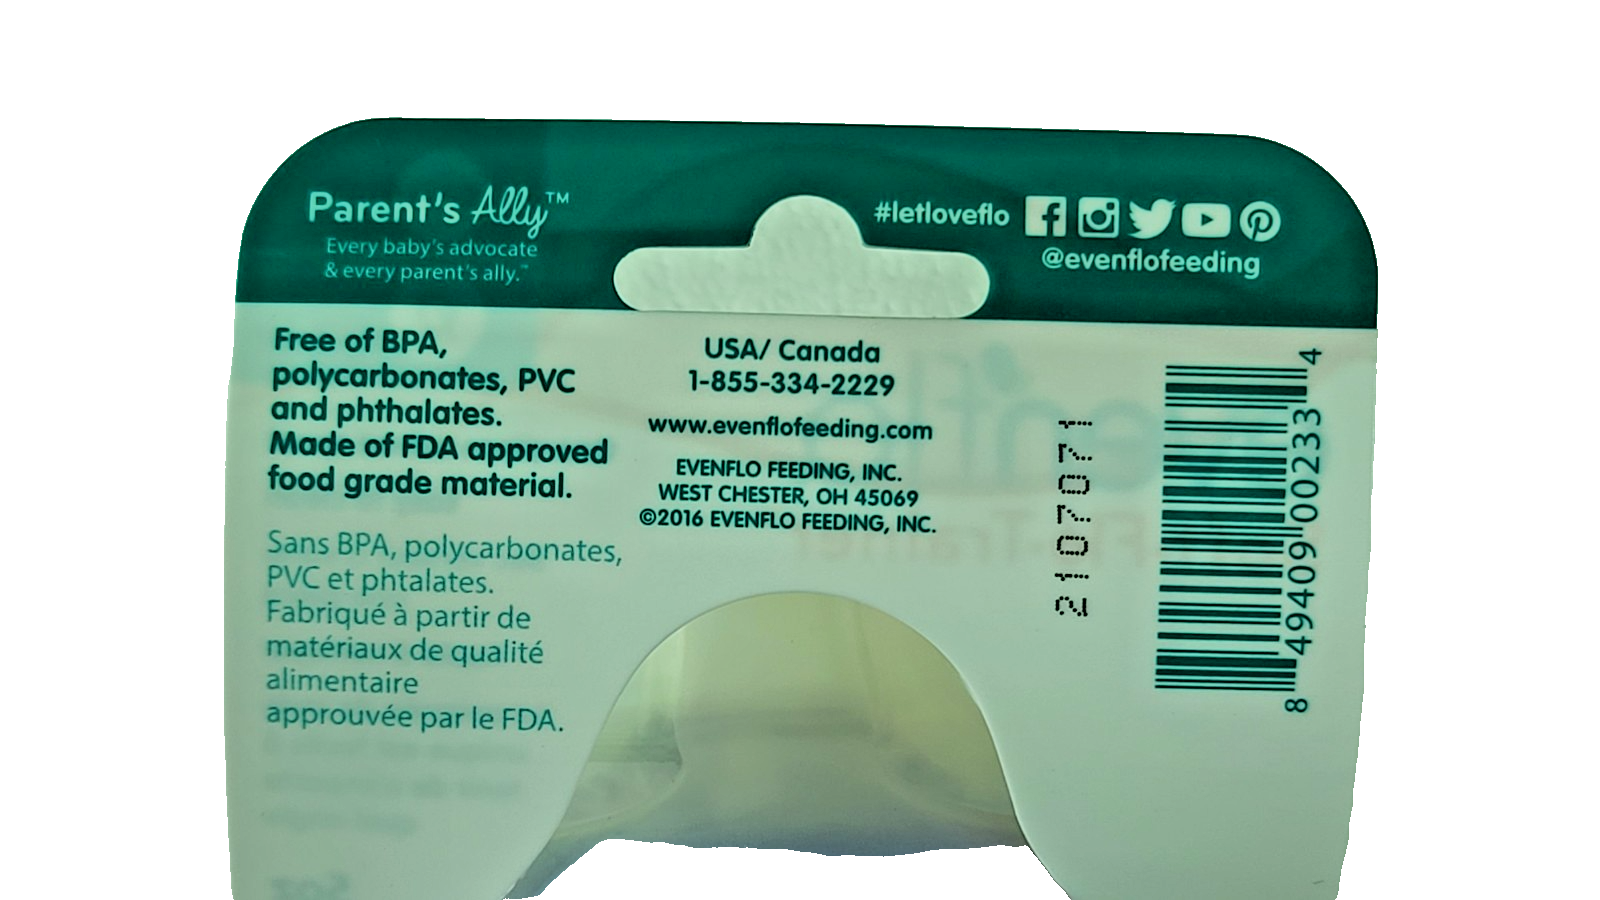 Parent's Ally™
Every baby's advocate
& every parent's ally.™
#letloveflo
@evenflofeeding
Free of BPA,
polycarbonates, PVC
and phthalates.
Made of FDA approved
food grade material.
Sans BPA, polycarbonates,
PVC et phtalates.
Fabriqué à partir de
matériaux de qualité
alimentaire
approuvée par le FDA.
USA/ Canada
1-855-334-2229
www.evenflofeeding.com
EVENFLO FEEDING, INC.
WEST CHESTER, OH 45069
©2016 EVENFLO FEEDING, INC.
2107071
8 49409 00233 4